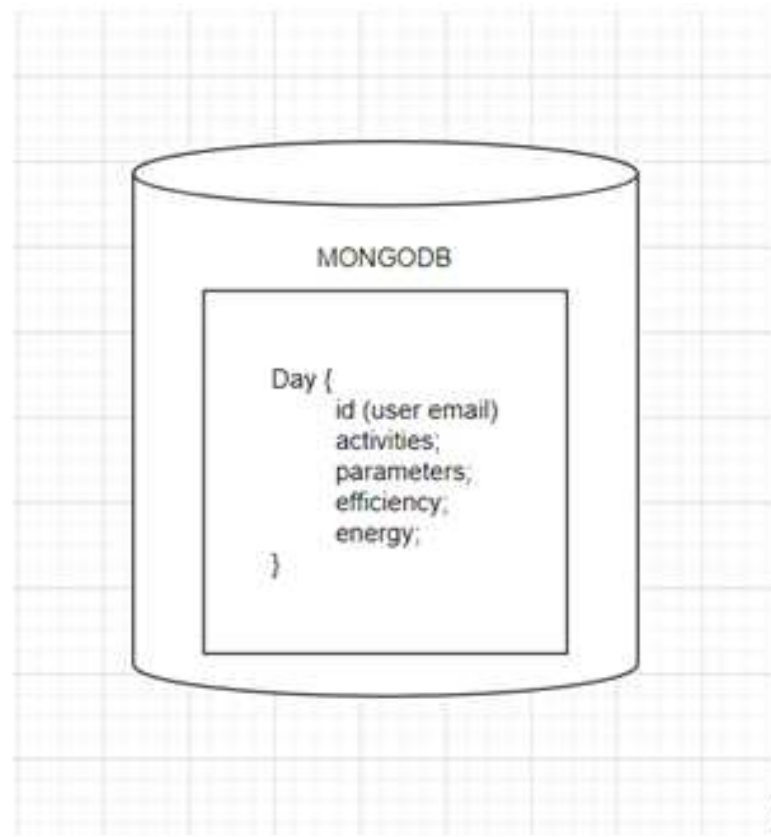 MONGODB
Day {
id (user email)
activities;
parameters;
efficiency;
energy;
}